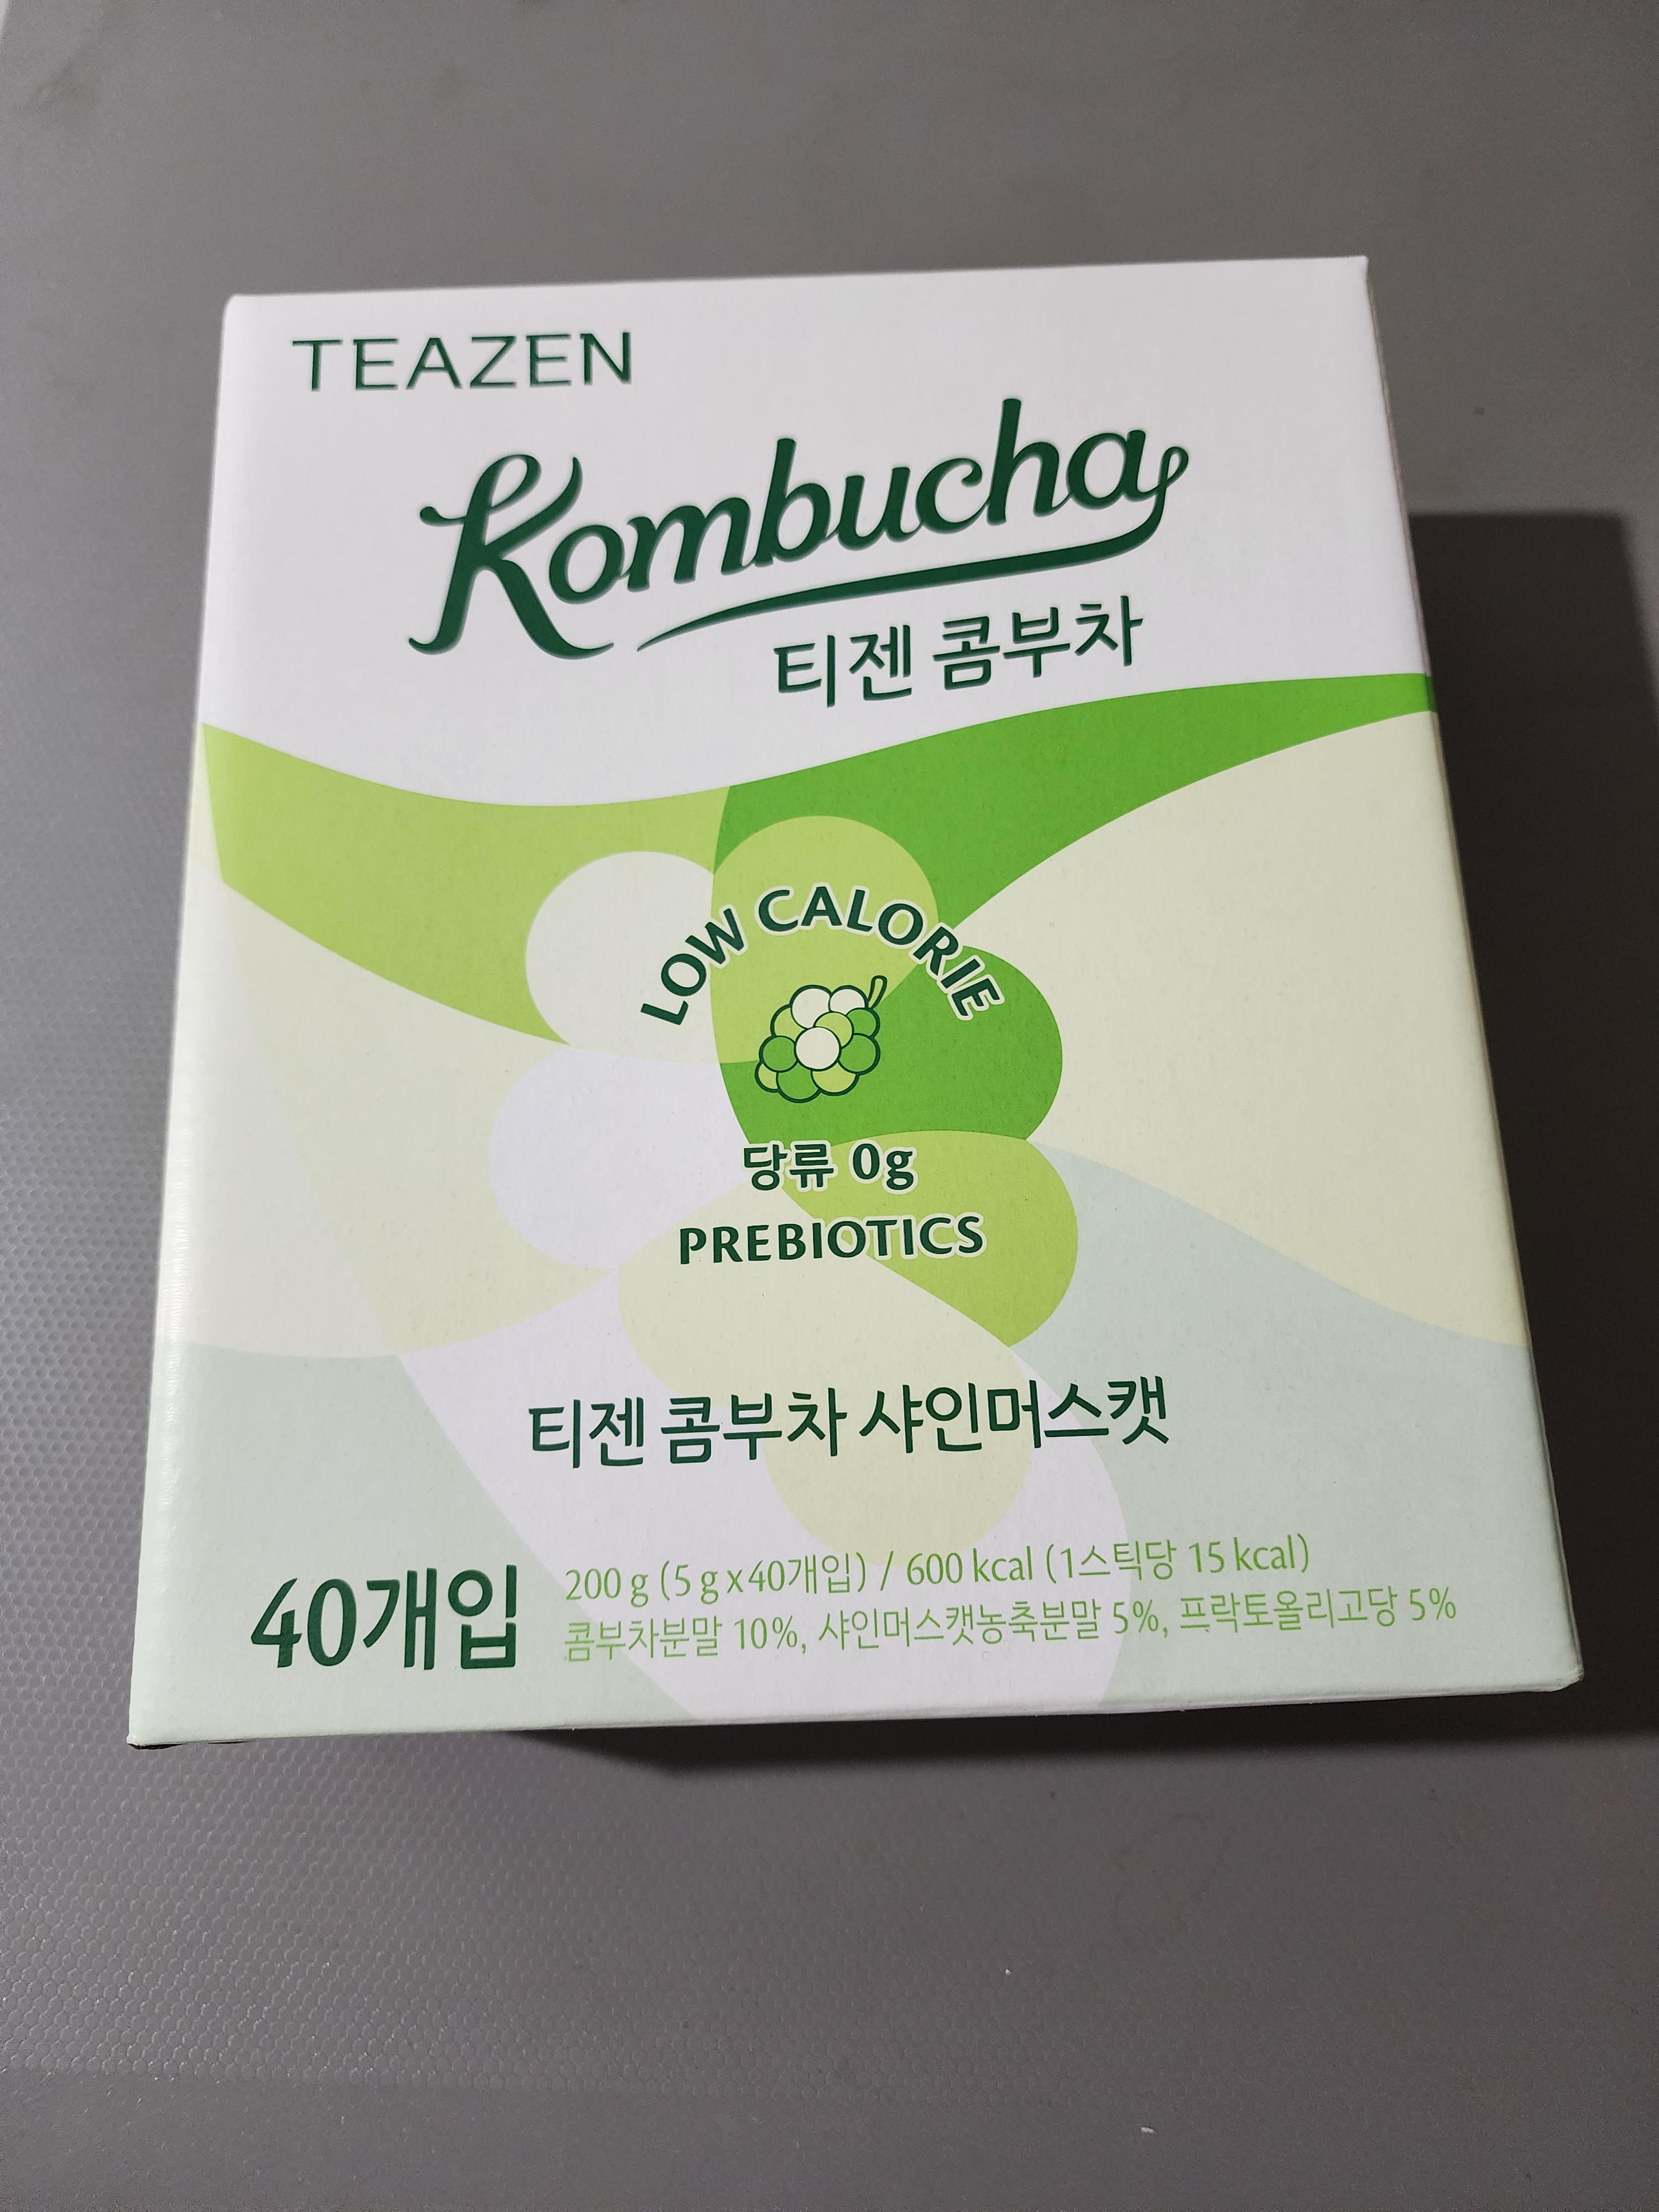 TEAZEN
Kombucha
티젠 콤부차
LOW CALORIE
당류 0g
PREBIOTICS
티젠 콤부차 샤인머스캣
40개입
200 g (5 g x 40개입) / 600 kcal (1스틱당 15 kcal)
콤부차분말 10%, 샤인머스캣농축분말 5%, 프락토올리고당 5%